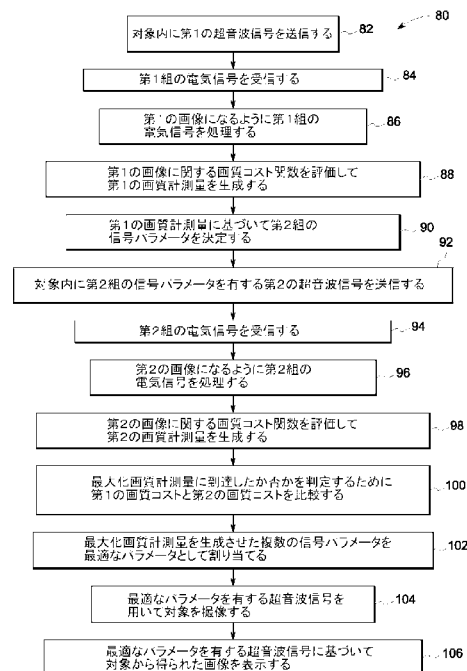 80
対象内に第1の超音波信号を送信する
82
第1組の電気信号を受信する
84
第1の画像になるように第1組の
電気信号を処理する
86
第1の画像に関する画質コスト関数を評価して
第1の画質計測量を生成する
88
第1の画質計測量に基づいて第2組の
信号パラメータを決定する
90
92
対象内に第2組の信号パラメータを有する第2の超音波信号を送信する
第2組の電気信号を受信する
94
第2の画像になるように第2組の
電気信号を処理する
96
第2の画像に関する画質コスト関数を評価して
第2の画質計測量を生成する
98
最大化画質計測量に到達したか否かを判定するために
第1の画質コストと第2の画質コストを比較する
100
最大化画質計測量を生成させた複数の信号パラメータを
最適なパラメータとして割り当てる
102
最適なパラメータを有する超音波信号を
用いて対象を撮像する
104
最適なパラメータを有する超音波信号に基づいて
対象から得られた画像を表示する
106